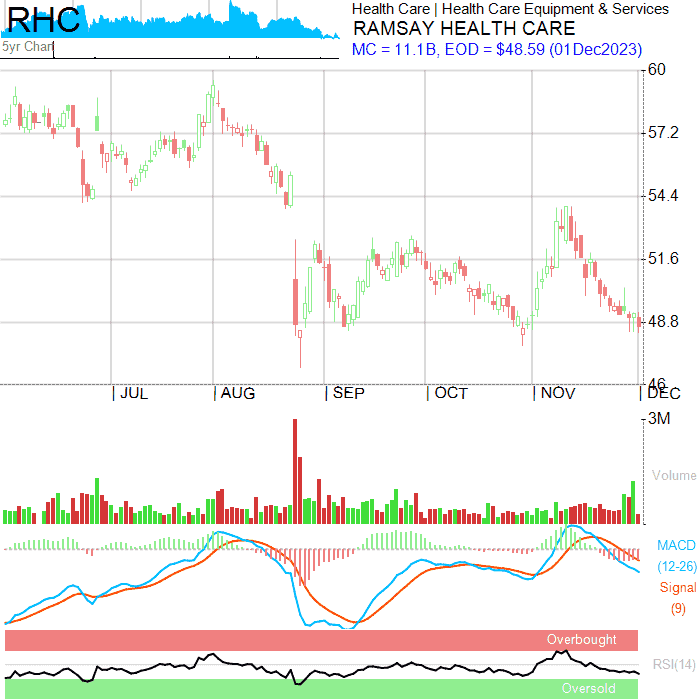 RHC
5yr Chart
Health Care | Health Care Equipment & Services
RAMSAY HEALTH CARE
MC = 11.1B, EOD = $48.59 (01Dec2023)
60
57.2
54.4
51.6
48.8
46
JUL AUG SEP OCT NOV DEC
3M
Volume
MACD
(12-26)
Signal
(9)
Overbought
RSI(14)
Oversold